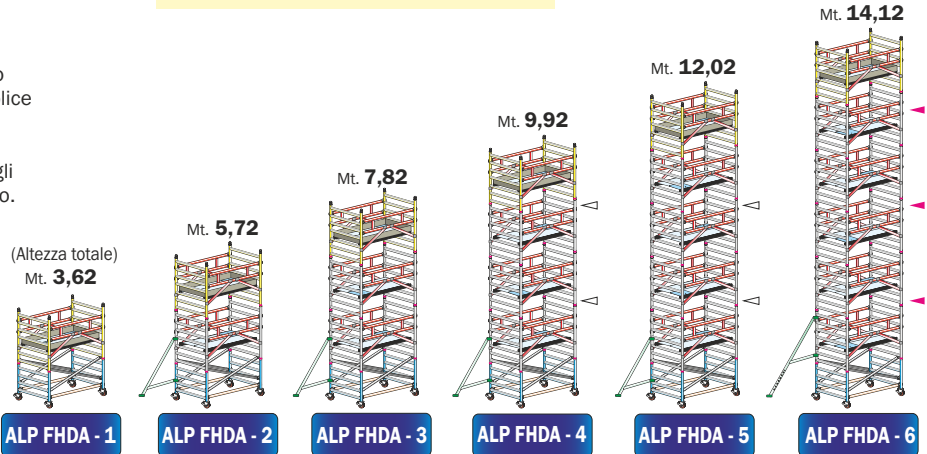 plice
gli
o.
(Altezza totale)
Mt. 3,62
Mt. 5,72
Mt. 7,82
Mt. 9,92
Mt. 12,02
Mt. 14,12
ALP FHDA - 1
ALP FHDA - 2
ALP FHDA - 3
ALP FHDA - 4
ALP FHDA - 5
ALP FHDA - 6